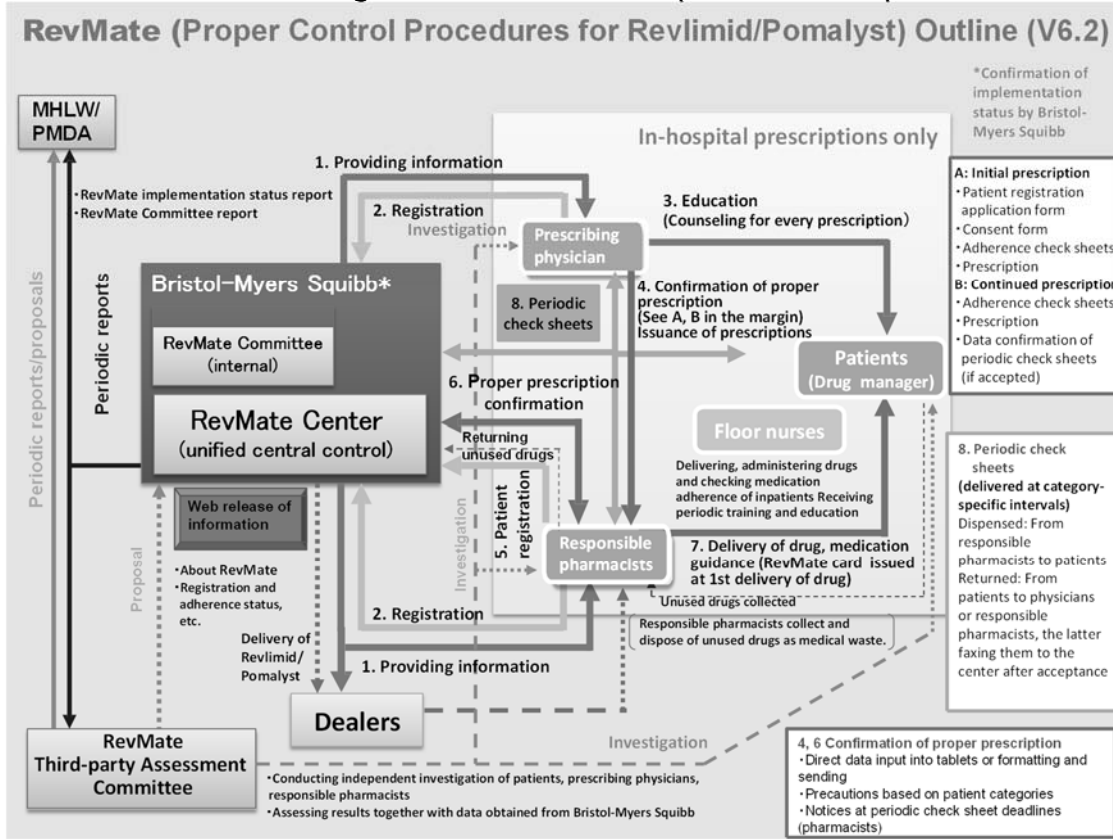 RevMate (Proper Control Procedures for Revlimid/Pomalyst) Outline (V6.2)
*Confirmation of
implementation
status by Bristol-
Myers Squibb
MHLW/
PMDA
In-hospital prescriptions only
1. Providing information
・RevMate implementation status report
・RevMate Committee report
2. Registration
Investigation
Prescribing
physician
3. Education
(Counseling for every prescription)
A: Initial prescription
・Patient registration
application form
・Consent form
・Adherence check sheets
・Prescription
B: Continued prescription
・Adherence check sheets
・Prescription
・Data confirmation of
periodic check sheets
(if accepted)
Periodic reports/proposals
Periodic reports
Bristol-Myers Squibb*
RevMate Committee
(internal)
RevMate Center
(unified central control)
8. Periodic
check sheets
4. Confirmation of proper
prescription
(See A, B in the margin)
Issuance of prescriptions
Patients
(Drug manager)
6. Proper prescription
confirmation
Returning
unused drugs
Floor nurses
Delivering, administering drugs
and checking medication
adherence of inpatients Receiving
periodic training and education
8. Periodic check
sheets
(delivered at category-
specific intervals)
Dispensed: From
responsible
pharmacists to patients
Returned: From
patients to physicians
or responsible
pharmacists, the latter
faxing them to the
center after acceptance
Web release of
information
・About RevMate
・Registration and
adherence status,
etc.
Proposal
Investigation
5. Patient
registration
Responsible
pharmacists
7. Delivery of drug, medication
guidance (RevMate card issued
at 1st delivery of drug)
Unused drugs collected
Responsible pharmacists collect and
dispose of unused drugs as medical waste.
2. Registration
Delivery of
Revlimid/
Pomalyst
1. Providing information
Dealers
RevMate
Third-party Assessment
Committee
Investigation
・Conducting independent investigation of patients, prescribing physicians,
responsible pharmacists
・Assessing results together with data obtained from Bristol-Myers Squibb
4, 6 Confirmation of proper prescription
・Direct data input into tablets or formatting and
sending
・Precautions based on patient categories
・Notices at periodic check sheet deadlines
(pharmacists)